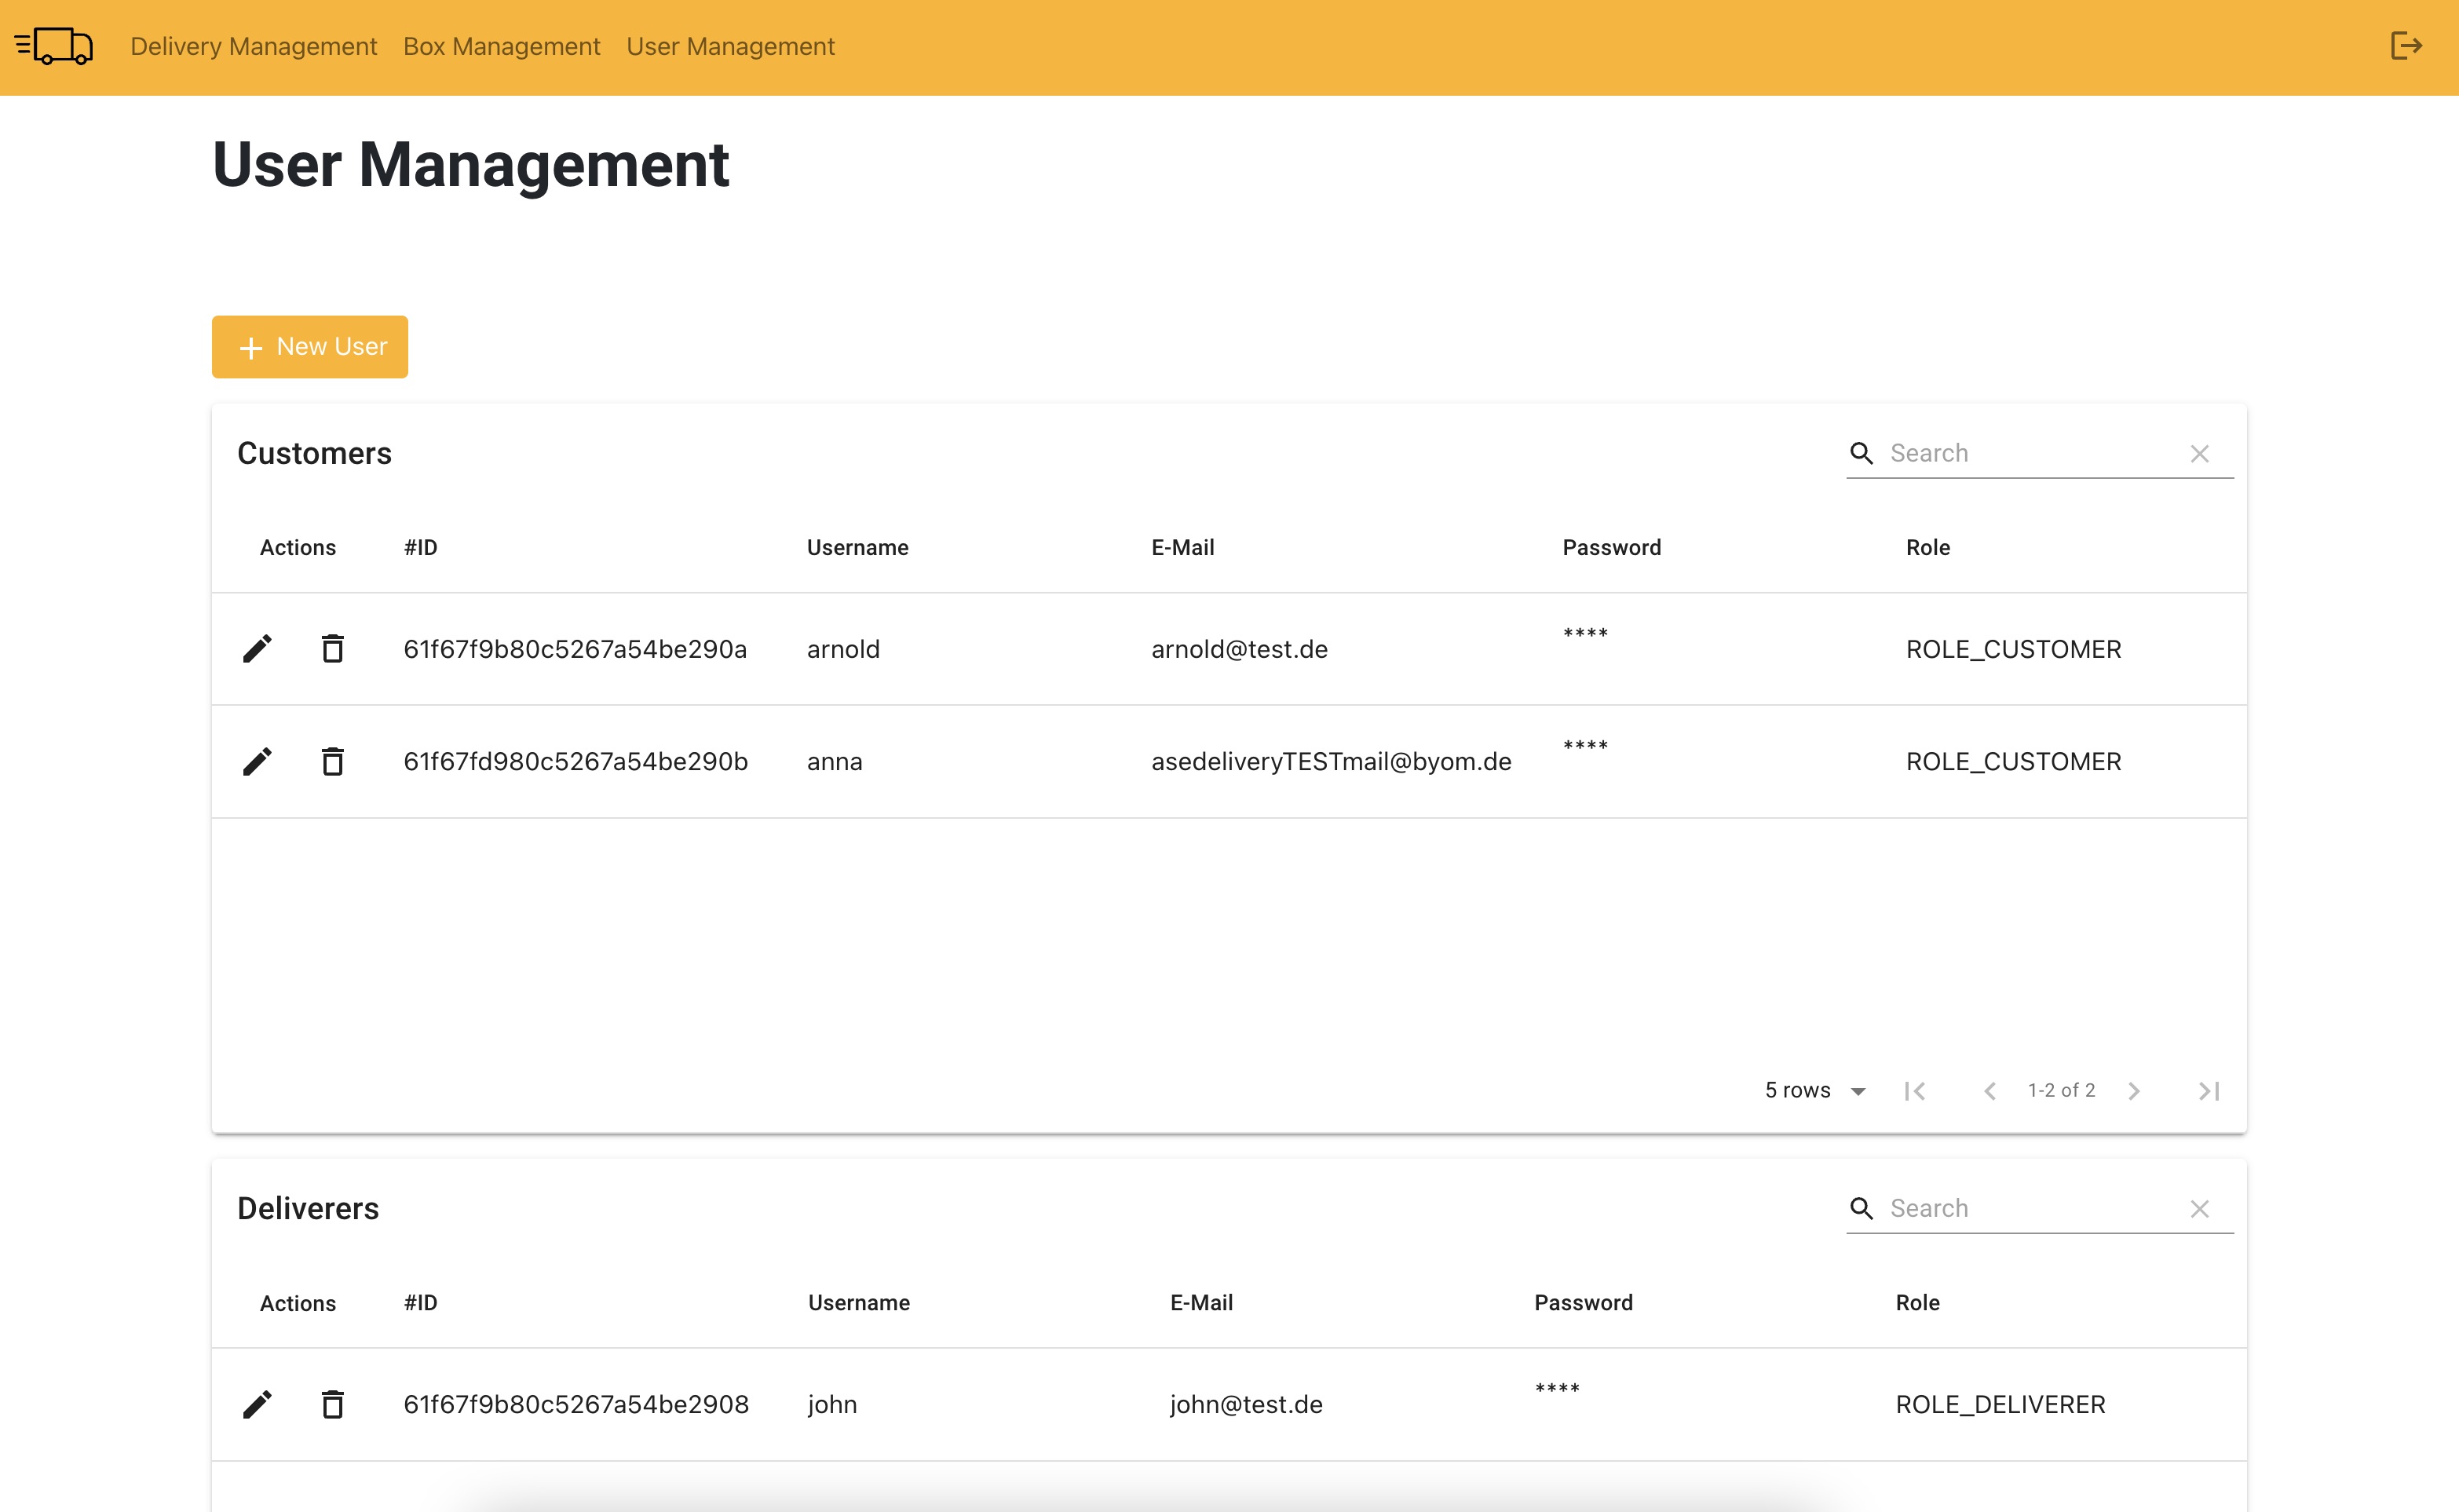 Delivery Management Box Management User Management
User Management
+ New User
Customers Search
Actions #ID Username E-Mail Password Role
61f67f9b80c5267a54be290a arnold arnold@test.de **** ROLE_CUSTOMER
61f67fd980c5267a54be290b anna asedeliveryTESTmail@byom.de **** ROLE_CUSTOMER
5 rows 1-2 of 2
Deliverers Search
Actions #ID Username E-Mail Password Role
61f67f9b80c5267a54be2908 john john@test.de **** ROLE_DELIVERER